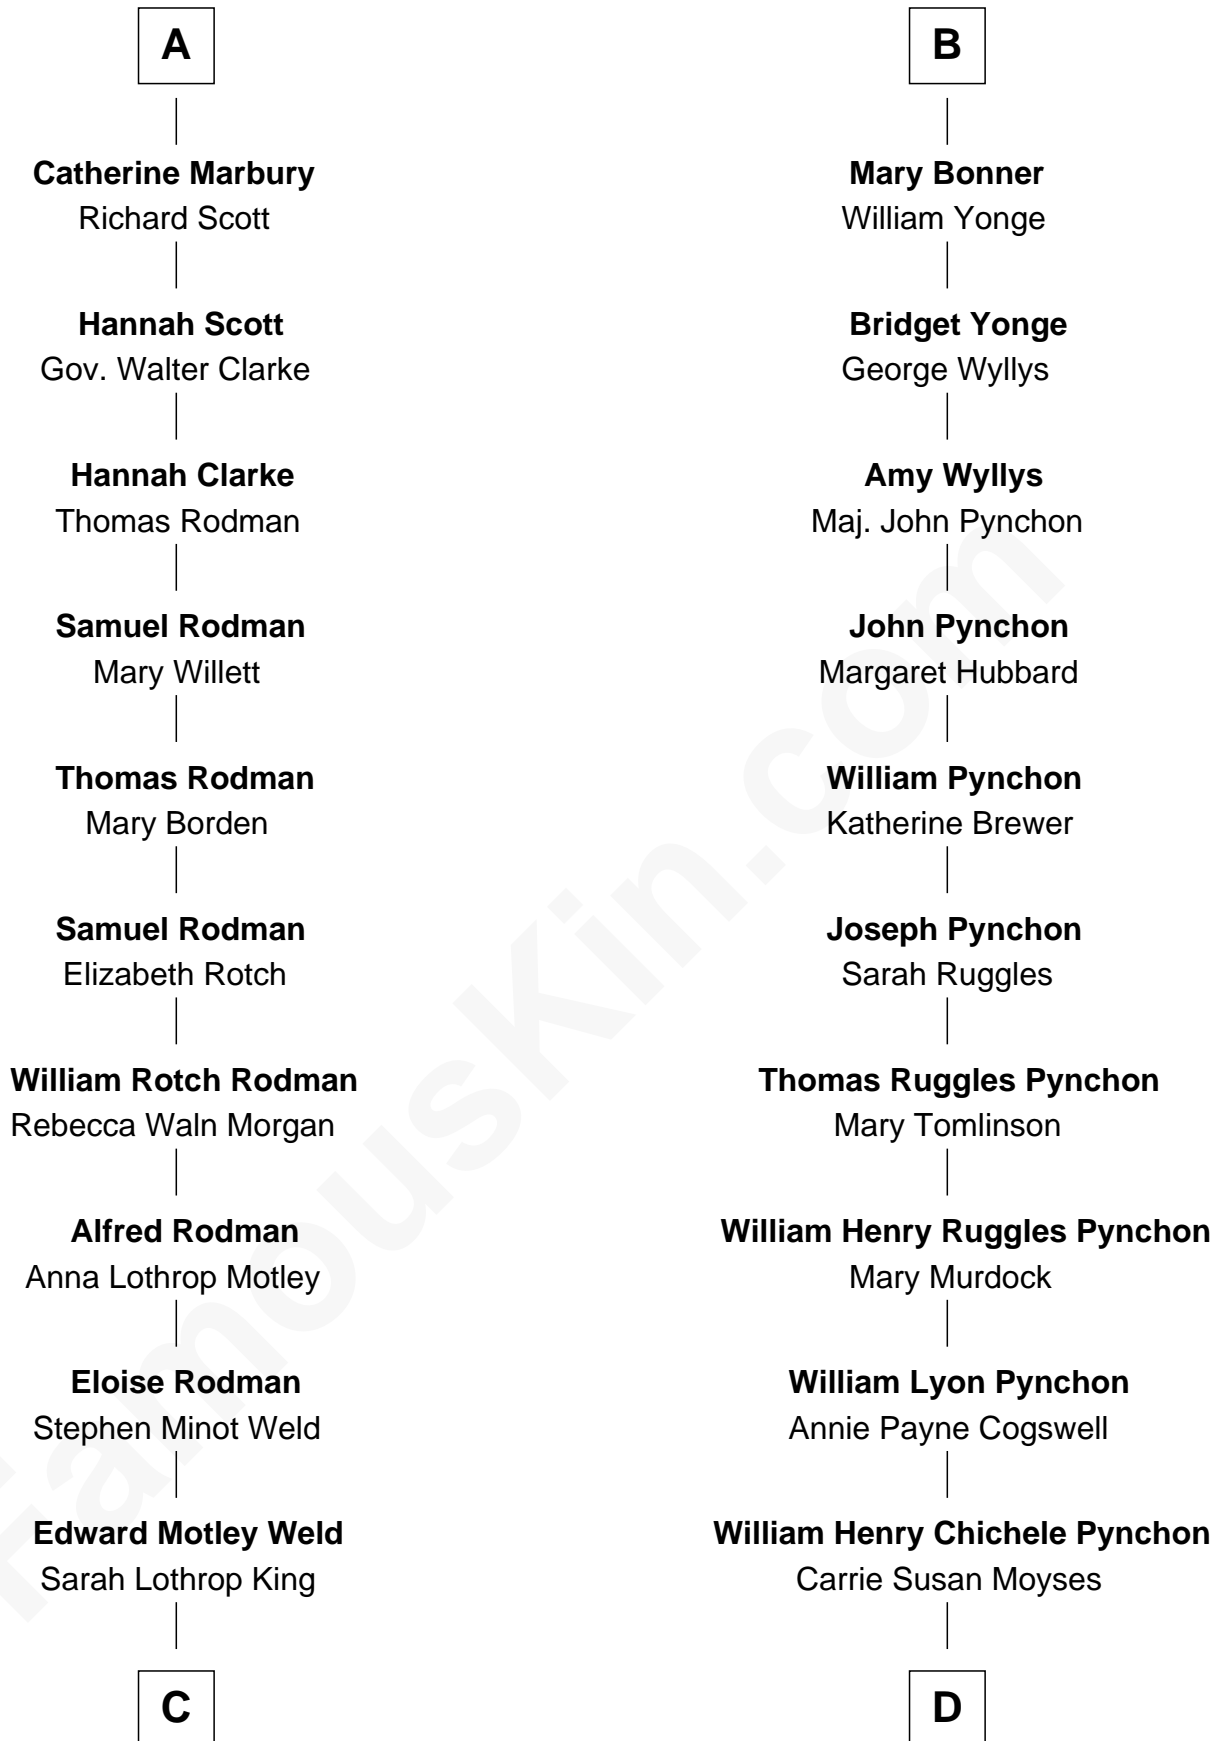 A
Catherine Marbury
Richard Scott
Hannah Scott
Gov. Walter Clarke
Hannah Clarke
Thomas Rodman
Samuel Rodman
Mary Willett
Thomas Rodman
Mary Borden
Samuel Rodman
Elizabeth Rotch
William Rotch Rodman
Rebecca Waln Morgan
Alfred Rodman
Anna Lothrop Motley
Eloise Rodman
Stephen Minot Weld
Edward Motley Weld
Sarah Lothrop King
C
B
Mary Bonner
William Yonge
Bridget Yonge
George Wyllys
Amy Wyllys
Maj. John Pynchon
John Pynchon
Margaret Hubbard
William Pynchon
Katherine Brewer
Joseph Pynchon
Sarah Ruggles
Thomas Ruggles Pynchon
Mary Tomlinson
William Henry Ruggles Pynchon
Mary Murdock
William Lyon Pynchon
Annie Payne Cogswell
William Henry Chichele Pynchon
Carrie Susan Moyses
D
FamousKin.com